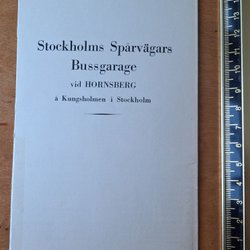 Stockholms Spårvägars
Bussgarage
vid HORNSBERG
å Kungsholmen i Stockholm